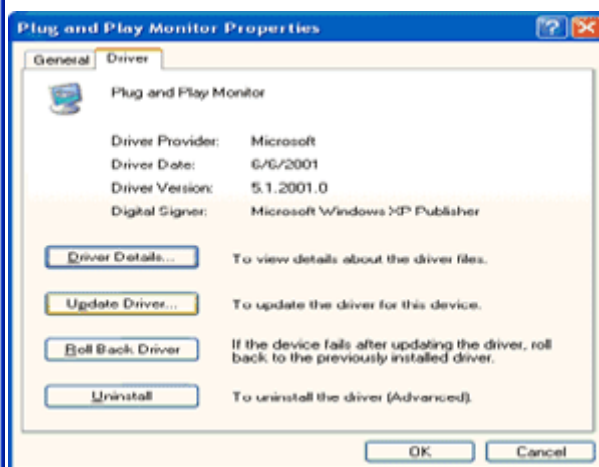 Plug and Play Monitor Properties
General Driver
Plug and Play Monitor
Driver Provider: Microsoft
Driver Date: 6/6/2001
Driver Version: 5.1.2001.0
Digital Signer: Microsoft Windows XP Publisher
Driver Details... To view details about the driver files.
Update Driver... To update the driver for this device.
Roll Back Driver If the device fails after updating the driver, roll
back to the previously installed driver.
Uninstall To uninstall the driver (Advanced).
OK Cancel